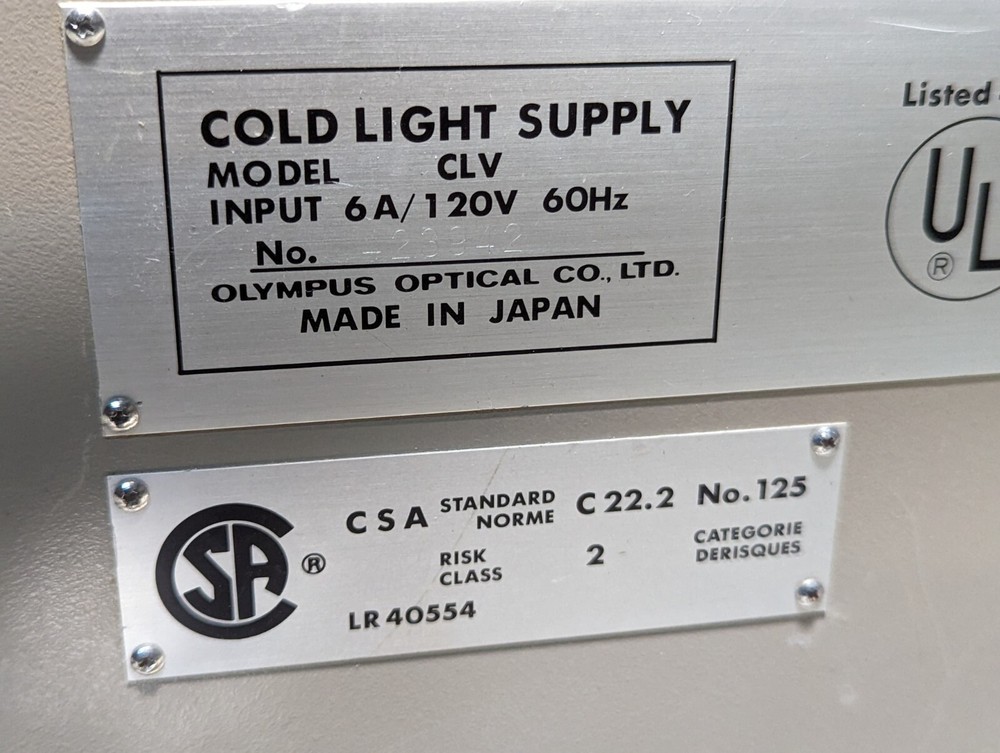 COLD LIGHT SUPPLY
MODEL CLV
INPUT 6A/120V 60Hz
No.
OLYMPUS OPTICAL CO., LTD.
MADE IN JAPAN
Listed
UL
®
CSA ®
CSA STANDARD NORME C 22.2 No. 125
RISK CLASS 2 CATEGORIE DERISQUES
LR 40554